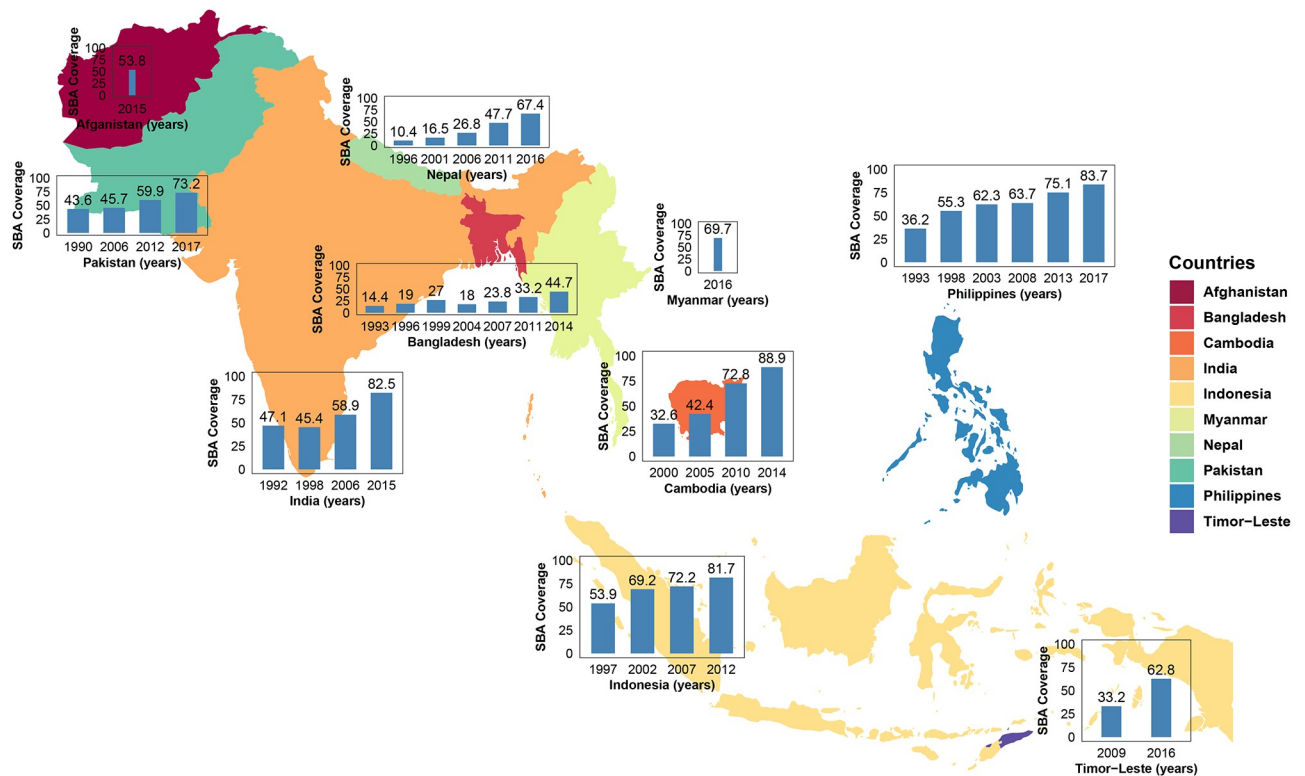 SBA Coverage
100
75
50
25
0
53.8
2015
Afganistan (years)
SBA Coverage
100
75
50
25
0
10.4 16.5 26.8 47.7 67.4
1996 2001 2006 2011 2016
Nepal (years)
SBA Coverage
100
75
50
25
0
43.6 45.7 59.9 73.2
1990 2006 2012 2017
Pakistan (years)
SBA Coverage
100
75
50
25
0
36.2 55.3 62.3 63.7 75.1 83.7
1993 1998 2003 2008 2013 2017
Philippines (years)
SBA Coverage
100
75
50
25
0
69.7
2016
Myanmar (years)
SBA Coverage
100
75
50
25
0
14.4 19 27 18 23.8 33.2 44.7
1993 1996 1999 2004 2007 2011 2014
Bangladesh (years)
Countries
Afghanistan
Bangladesh
Cambodia
India
Indonesia
Myanmar
Nepal
Pakistan
Philippines
Timor−Leste
SBA Coverage
100
75
50
25
0
47.1 45.4 58.9 82.5
1992 1998 2006 2015
India (years)
SBA Coverage
100
75
50
25
0
32.6 42.4 72.8 88.9
2000 2005 2010 2014
Cambodia (years)
SBA Coverage
100
75
50
25
0
53.9 69.2 72.2 81.7
1997 2002 2007 2012
Indonesia (years)
SBA Coverage
100
75
50
25
0
33.2 62.8
2009 2016
Timor−Leste (years)